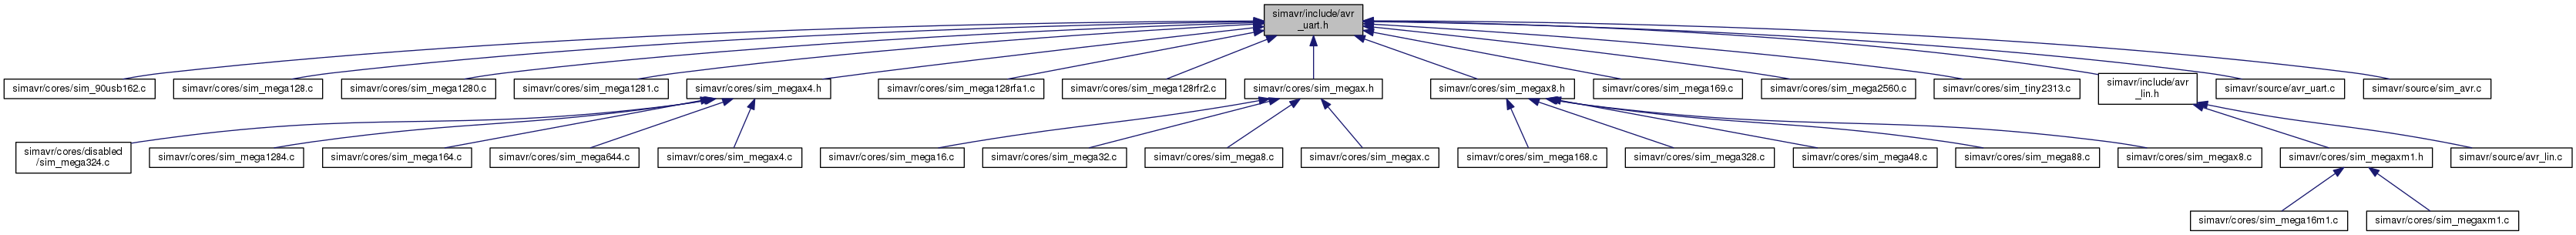 simavr/include/avr
_uart.h
simavr/cores/sim_90usb162.c
simavr/cores/sim_mega128.c
simavr/cores/sim_mega1280.c
simavr/cores/sim_mega1281.c
simavr/cores/sim_megax4.h
simavr/cores/sim_mega128rfa1.c
simavr/cores/sim_mega128rfr2.c
simavr/cores/sim_megax.h
simavr/cores/sim_megax8.h
simavr/cores/sim_mega169.c
simavr/cores/sim_mega2560.c
simavr/cores/sim_tiny2313.c
simavr/include/avr
_lin.h
simavr/source/avr_uart.c
simavr/source/sim_avr.c
simavr/cores/disabled
/sim_mega324.c
simavr/cores/sim_mega1284.c
simavr/cores/sim_mega164.c
simavr/cores/sim_mega644.c
simavr/cores/sim_megax4.c
simavr/cores/sim_mega16.c
simavr/cores/sim_mega32.c
simavr/cores/sim_mega8.c
simavr/cores/sim_megax.c
simavr/cores/sim_mega168.c
simavr/cores/sim_mega328.c
simavr/cores/sim_mega48.c
simavr/cores/sim_mega88.c
simavr/cores/sim_megax8.c
simavr/cores/sim_megaxm1.h
simavr/source/avr_lin.c
simavr/cores/sim_mega16m1.c
simavr/cores/sim_megaxm1.c